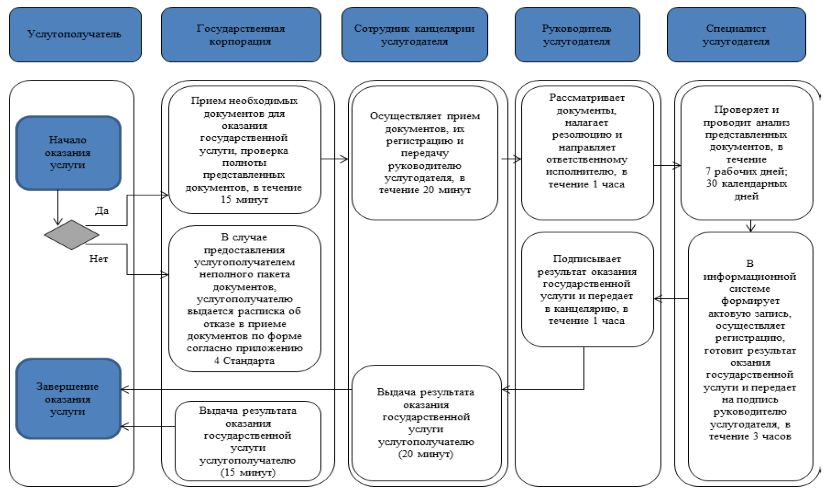 Услугополучатель
Государственная
корпорация
Сотрудник канцелярии
услугодателя
Руководитель
услугодателя
Специалист
услугодателя
Начало
оказания
услуги
Да
Нет
Прием необходимых
документов для
оказания
государственной
услуги, проверка
полноты
представленных
документов, в течение
15 минут
Осуществляет прием
документов, их
регистрацию и
передачу
руководителю
услугодателя, в
течение 20 минут
Рассматривает
документы,
налагает
резолюцию и
направляет
ответственному
исполнителю, в
течение 1 часа
Проверяет и
проводит анализ
представленных
документов, в
течение
7 рабочих дней;
30 календарных
дней
В случае
предоставления
услугополучателем
неполного пакета
документов,
услугополучателю
выдается расписка об
отказе в приеме
документов по форме
согласно приложению
4 Стандарта
Подписывает
результат оказания
государственной
услуги и передает
в канцелярию, в
течение 1 часа
В
информационной
системе
формирует
актовую запись,
осуществляет
регистрацию,
готовит результат
окзания
государственной
услуги и передает
на подпись
руководителю
услугодателя, в
течение 3 часов
Завершение
оказания
услуги
Выдача результата
оказания
государственной
услуги
услугополучателю
(15 минут)
Выдача результата
оказания
государственной
услуги
услугополучателю
(20 минут)